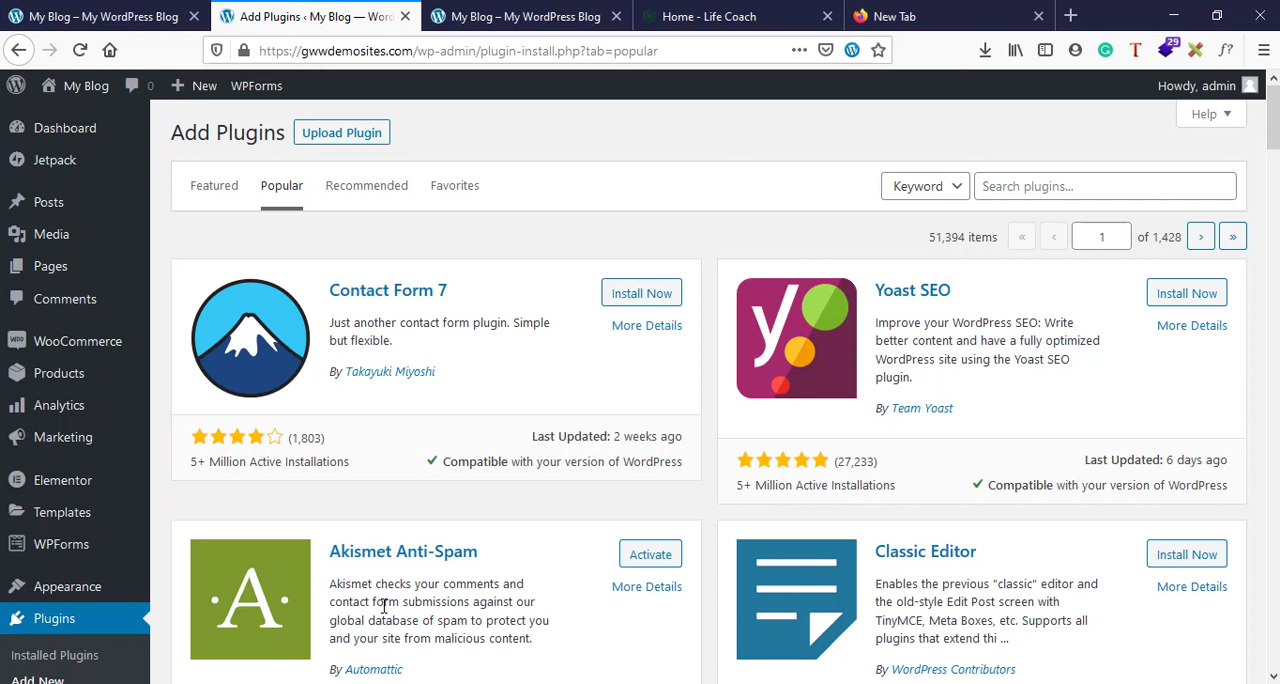 My Blog – My WordPress Blog
Add Plugins ‹ My Blog — Word
My Blog – My WordPress Blog
Home - Life Coach
New Tab
https://gwwdemosites.com/wp-admin/plugin-install.php?tab=popular
29
T
f?
My Blog
0
New
WPForms
Howdy, admin
Help
Dashboard
Jetpack
Posts
Media
Pages
Comments
WooCommerce
Products
Analytics
Marketing
Elementor
Templates
WPForms
Appearance
Plugins
Installed Plugins
Add New
Add Plugins
Upload Plugin
Featured
Popular
Recommended
Favorites
Keyword
Search plugins...
51,394 items
«
‹
1
of 1,428
›
»
Contact Form 7
Install Now
More Details
Just another contact form plugin. Simple
but flexible.
By Takayuki Miyoshi
(1,803)
Last Updated: 2 weeks ago
5+ Million Active Installations
Compatible with your version of WordPress
y
Yoast SEO
Install Now
More Details
Improve your WordPress SEO: Write
better content and have a fully optimized
WordPress site using the Yoast SEO
plugin.
By Team Yoast
(27,233)
Last Updated: 6 days ago
5+ Million Active Installations
Compatible with your version of WordPress
·A·
Akismet Anti-Spam
Activate
More Details
Akismet checks your comments and
contact form submissions against our
global database of spam to protect you
and your site from malicious content.
By Automattic
Classic Editor
Install Now
More Details
Enables the previous "classic" editor and
the old-style Edit Post screen with
TinyMCE, Meta Boxes, etc. Supports all
plugins that extend thi ...
By WordPress Contributors